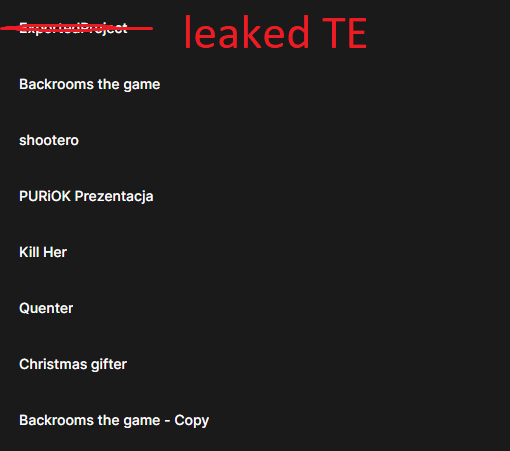 ExportedProject leaked TE
Backrooms the game
shootero
PURiOK Prezentacja
Kill Her
Quenter
Christmas gifter
Backrooms the game - Copy